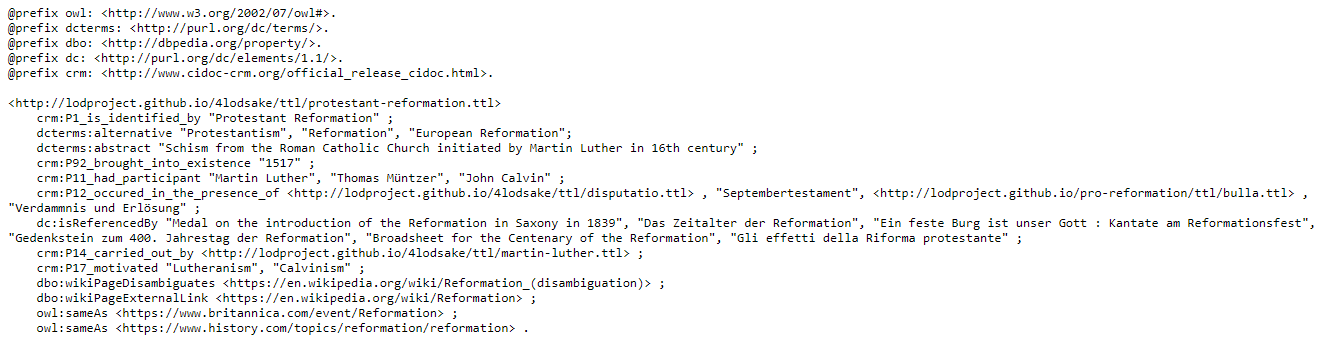 @prefix owl: <http://www.w3.org/2002/07/owl#>.
@prefix dcterms: <http://purl.org/dc/terms/>.
@prefix dbo: <http://dbpedia.org/property/>.
@prefix dc: <http://purl.org/dc/elements/1.1/>.
@prefix crm: <http://www.cidoc-crm.org/official_release_cidoc.html>.

<http://lodproject.github.io/4lodsake/ttl/protestant-reformation.ttl>
    crm:P1_is_identified_by "Protestant Reformation" ;
    dcterms:alternative "Protestantism", "Reformation", "European Reformation";
    dcterms:abstract "Schism from the Roman Catholic Church initiated by Martin Luther in 16th century" ;
    crm:P92_brought_into_existence "1517" ;
    crm:P11_had_participant "Martin Luther", "Thomas Müntzer", "John Calvin" ;
    crm:P12_occured_in_the_presence_of <http://lodproject.github.io/4lodsake/ttl/disputatio.ttl> , "Septembertestament", <http://lodproject.github.io/pro-reformation/ttl/bulla.ttl> ,
"Verdammnis und Erlösung" ;
    dc:isReferencedBy "Medal on the introduction of the Reformation in Saxony in 1839", "Das Zeitalter der Reformation", "Ein feste Burg ist unser Gott : Kantate am Reformationsfest",
"Gedenkstein zum 400. Jahrestag der Reformation", "Broadsheet for the Centenary of the Reformation", "Gli effetti della Riforma protestante" ;
    crm:P14_carried_out_by <http://lodproject.github.io/4lodsake/ttl/martin-luther.ttl> ;
    crm:P17_motivated "Lutheranism", "Calvinism" ;
    dbo:wikiPageDisambiguates <https://en.wikipedia.org/wiki/Reformation_(disambiguation)> ;
    dbo:wikiPageExternalLink <https://en.wikipedia.org/wiki/Reformation> ;
    owl:sameAs <https://www.britannica.com/event/Reformation> ;
    owl:sameAs <https://www.history.com/topics/reformation/reformation> .